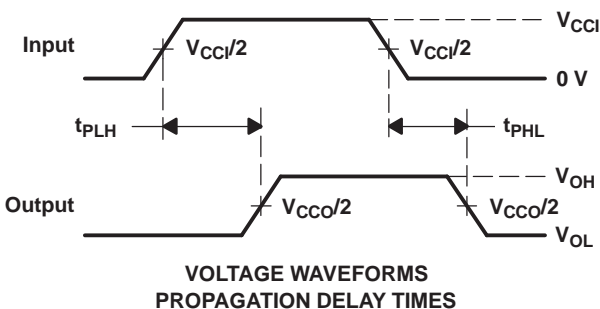 V_CCI
Input V_CCI/2 V_CCI/2
0 V
t_PLH t_PHL
V_OH
Output V_CCO/2 V_CCO/2
V_OL
VOLTAGE WAVEFORMS
PROPAGATION DELAY TIMES